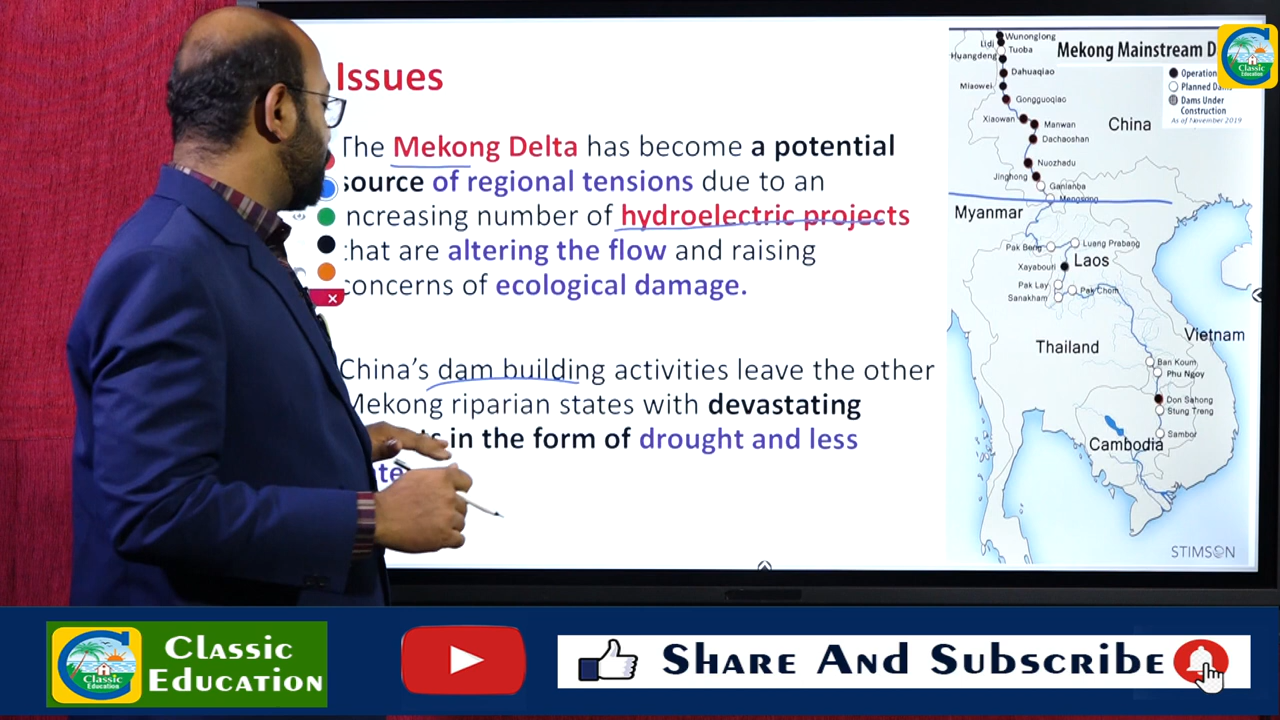 Issues
The Mekong Delta has become a potential
source of regional tensions due to an
increasing number of hydroelectric projects
that are altering the flow and raising
concerns of ecological damage.
China's dam building activities leave the other
Mekong riparian states with devastating
in the form of drought and less
Mekong Mainstream D
Operation
Planned Dams
Dams Under
Construction
As of November 2019
Wunonglong
Lidi
Tuoba
Huangdeng
Dahuaqiao
Miaowei
Gongguoqiao
Xiaowan
Manwan
Dachaoshan
China
Nuozhadu
Jinghong
Ganlanba
Mengsong
Myanmar
Pak Beng
Luang Prabang
Laos
Xayabouri
Pak Lay
Pak Chom
Sanakham
Vietnam
Thailand
Ban Koum
Phu Ngoy
Don Sahong
Stung Treng
Sambor
Cambodia
STIMSON
Classic
Education
Classic
Education
Classic
Education
Share And Subscribe